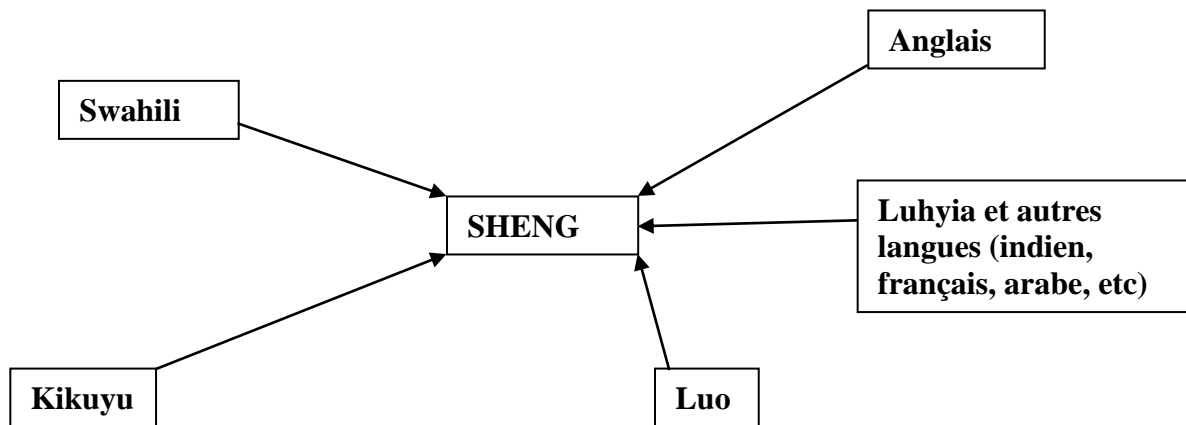 Anglais
Swahili
SHENG
Luhyia et autres
langues (indien,
français, arabe, etc)
Kikuyu
Luo